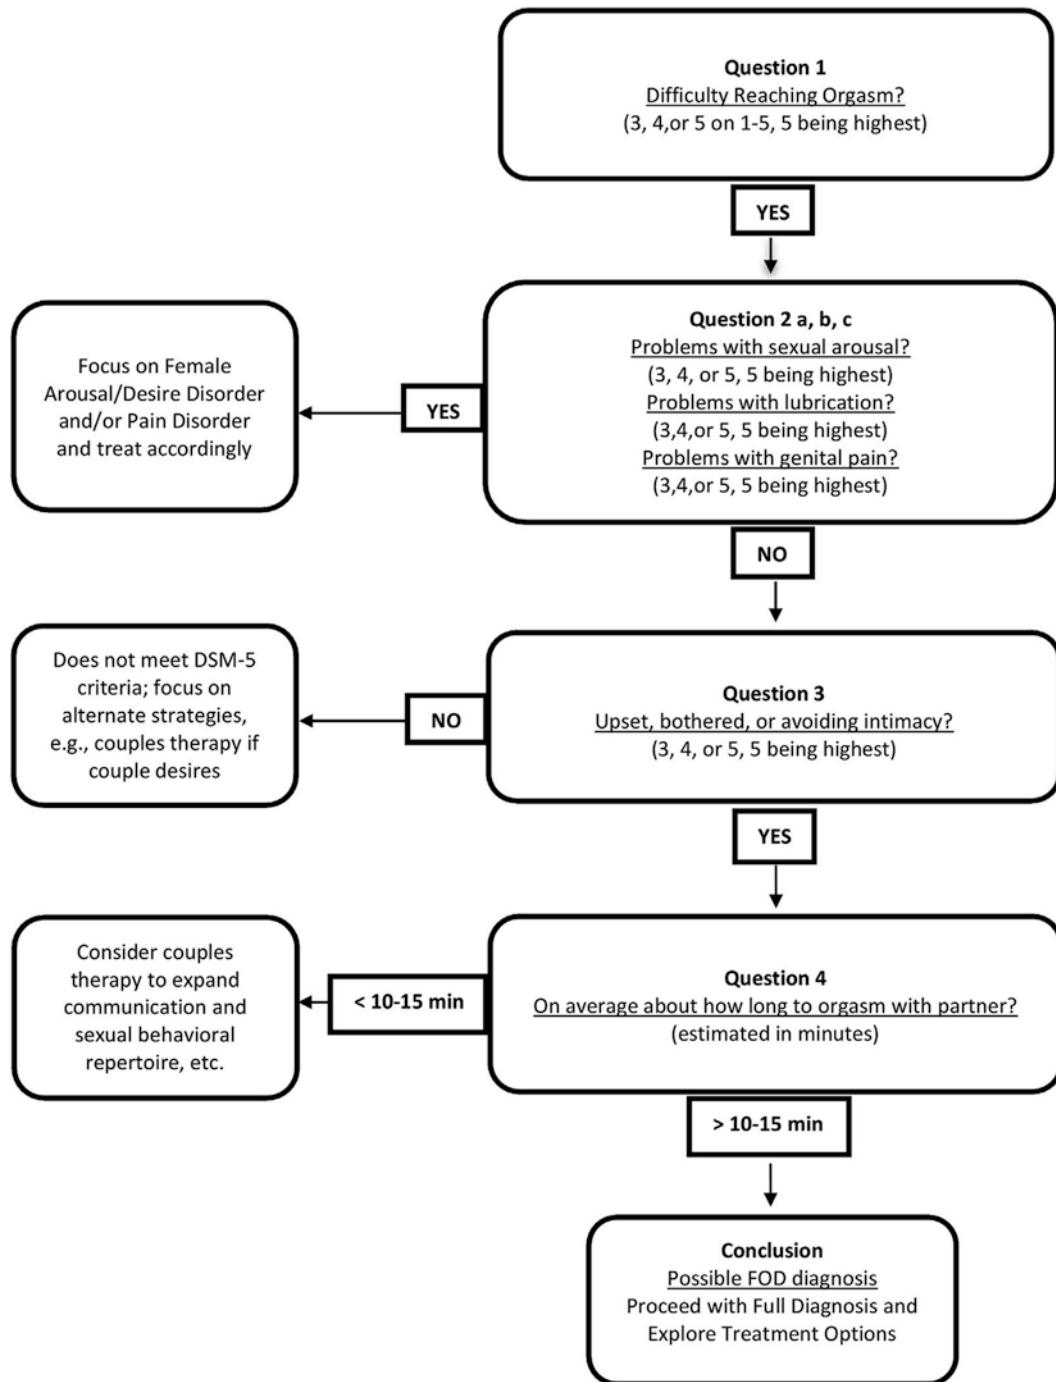 Question 1
Difficulty Reaching Orgasm?
(3, 4,or 5 on 1-5, 5 being highest)
YES
Question 2 a, b, c
Problems with sexual arousal?
(3, 4, or 5, 5 being highest)
Problems with lubrication?
(3,4,or 5, 5 being highest)
Problems with genital pain?
(3,4,or 5, 5 being highest)
YES
Focus on Female
Arousal/Desire Disorder
and/or Pain Disorder
and treat accordingly
NO
Question 3
Upset, bothered, or avoiding intimacy?
(3, 4, or 5, 5 being highest)
NO
Does not meet DSM-5
criteria; focus on
alternate strategies,
e.g., couples therapy if
couple desires
YES
Question 4
On average about how long to orgasm with partner?
(estimated in minutes)
< 10-15 min
Consider couples
therapy to expand
communication and
sexual behavioral
repertoire, etc.
> 10-15 min
Conclusion
Possible FOD diagnosis
Proceed with Full Diagnosis and
Explore Treatment Options